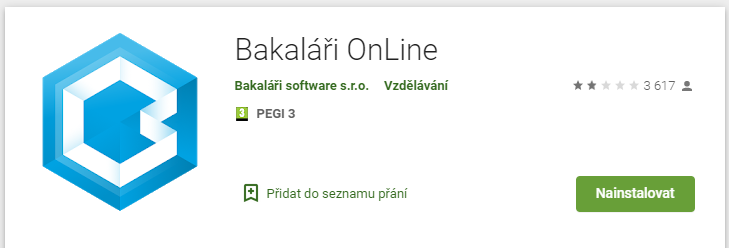 Bakaláři OnLine
Bakaláři software s.r.o. Vzdělávání 3 617
3 PEGI 3
Přidat do seznamu přání Nainstalovat